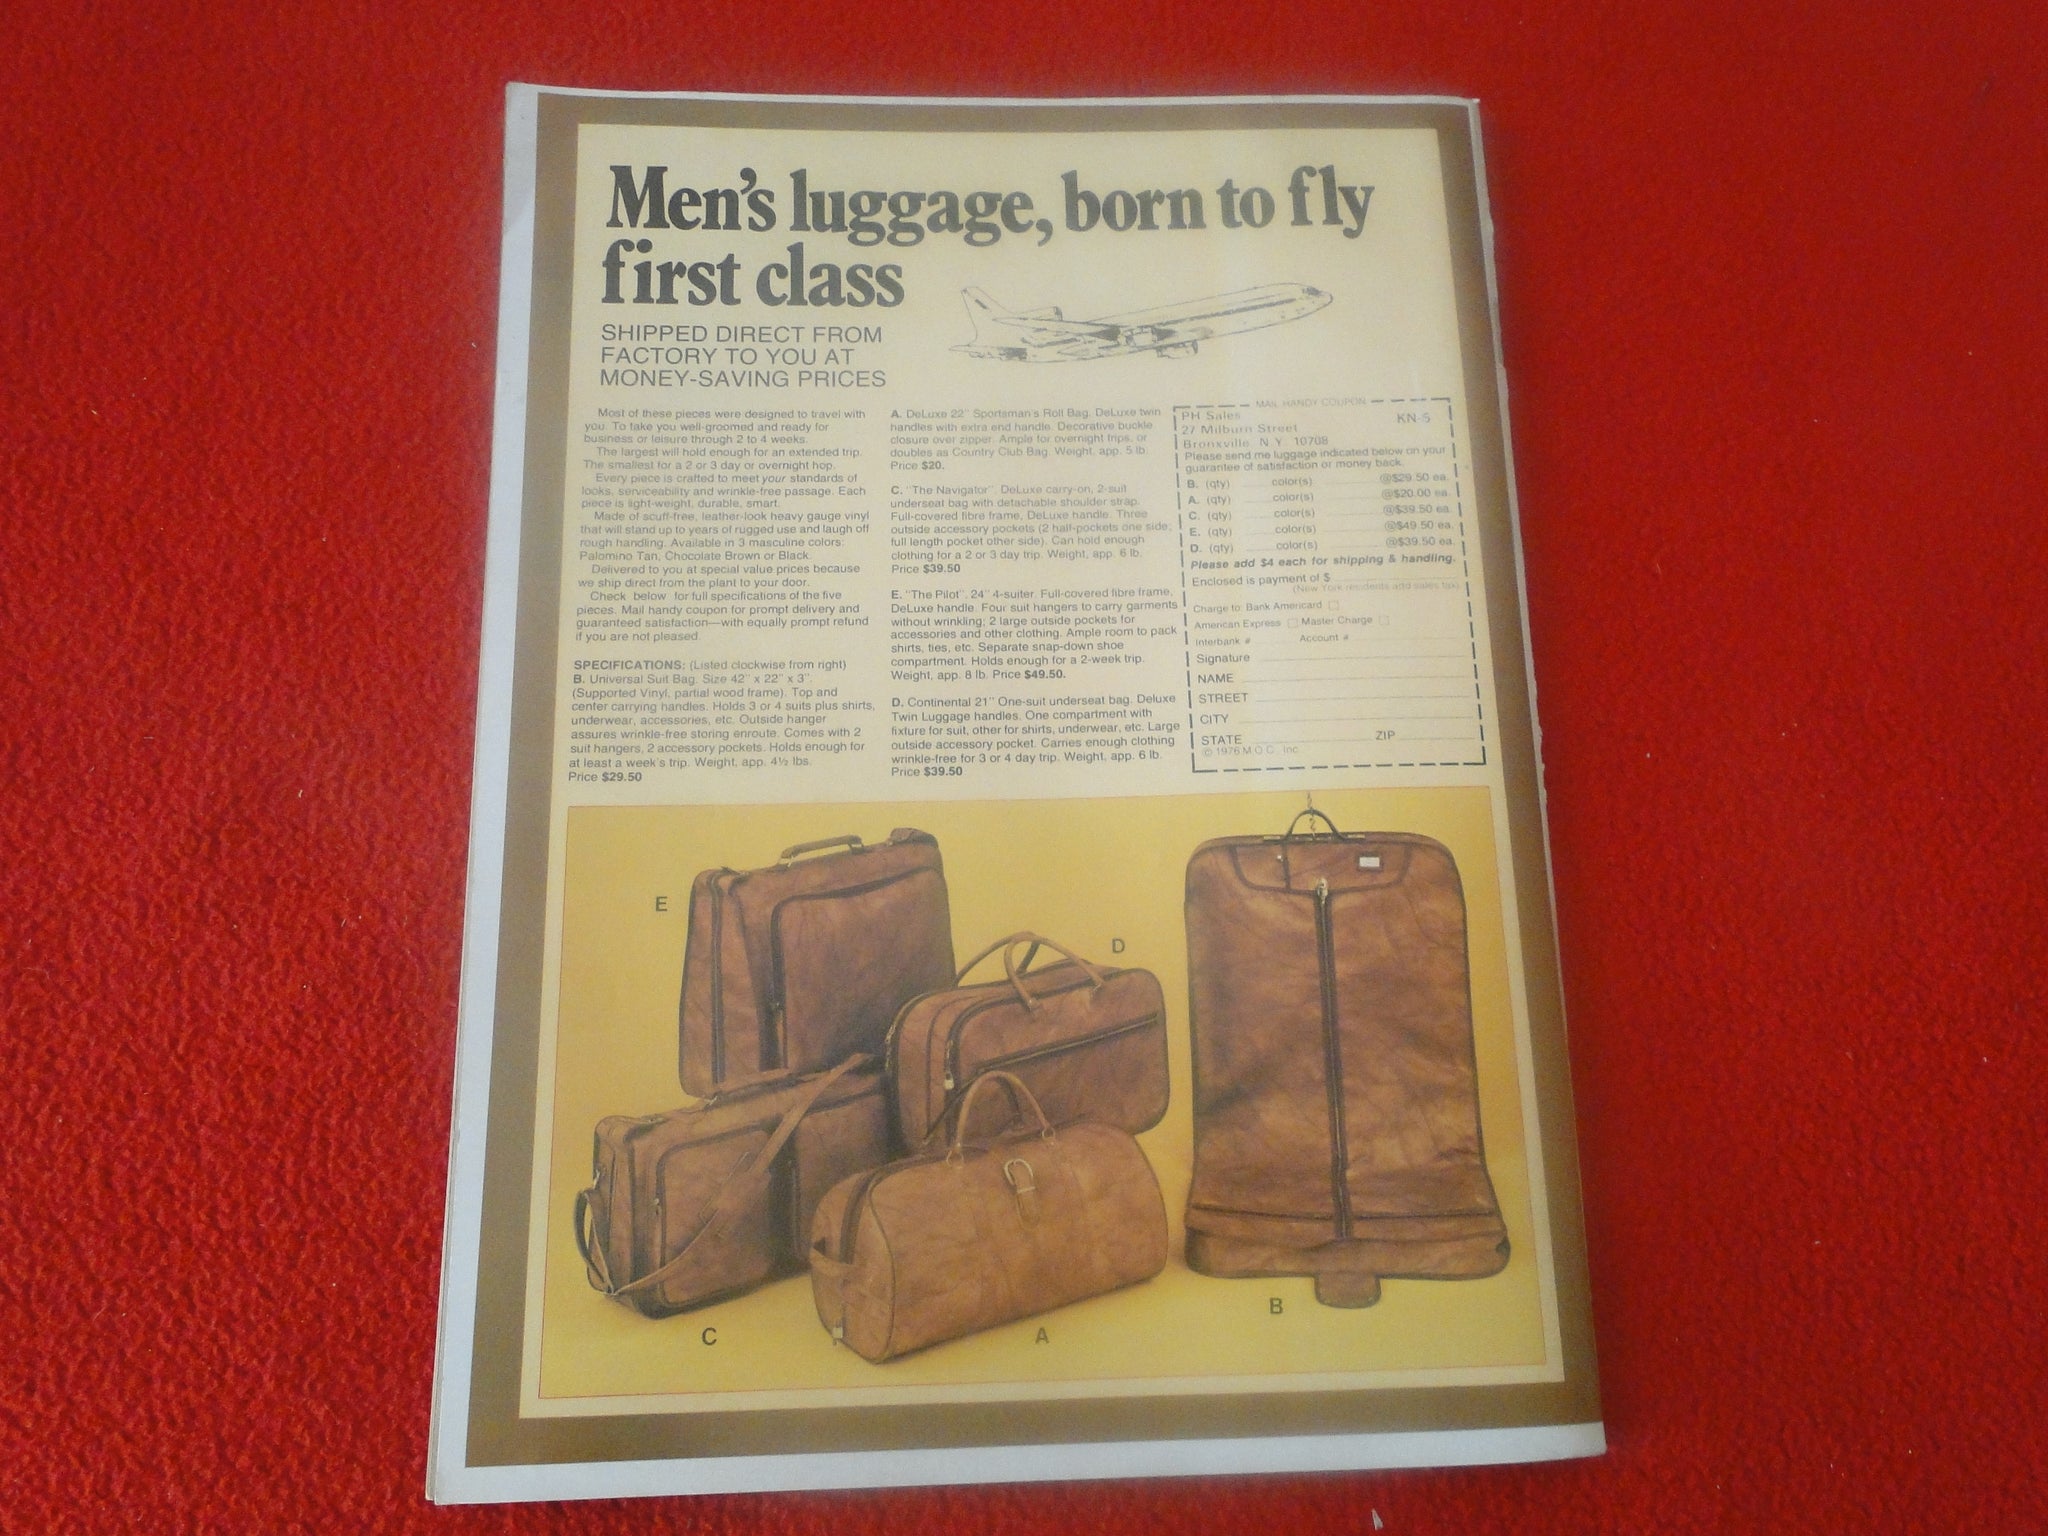 Men's luggage, born to fly
first class
SHIPPED DIRECT FROM
FACTORY TO YOU AT
MONEY-SAVING PRICES
Most of these pieces were designed to travel with
you. To take you well-groomed and ready for
business or leisure through 2 to 4 weeks.
The largest will hold enough for an extended trip.
The smallest for a 2 or 3 day or overnight hop.
Every piece is crafted to meet your standards of
looks, serviceability and wrinkle-free passage. Each
piece is light-weight, durable, smart.
Made of scuff-free, leather-look heavy gauge vinyl
that will stand up to years of rugged use and laugh off
rough handling. Available in 3 masculine colors:
Palomino Tan, Chocolate Brown or Black.
Delivered to you at special value prices because
we ship direct from the plant to your door.
Check below for full specifications of the five
pieces. Mail handy coupon for prompt delivery and
guaranteed satisfaction—with equally prompt refund
if you are not pleased.
SPECIFICATIONS: (Listed clockwise from right)
B. Universal Suit Bag. Size 42" x 22" x 3".
(Supported Vinyl, partial wood frame). Top and
center carrying handles. Holds 3 or 4 suits plus shirts,
underwear, accessories, etc. Outside hanger
assures wrinkle-free storing enroute. Comes with 2
suit hangers, 2 accessory pockets. Holds enough for
at least a week's trip. Weight, app. 4½ lbs.
Price $29.50
A. DeLuxe 22" Sportsman's Roll Bag. DeLuxe twin
handles with extra end handle. Decorative buckle
closure over zipper. Ample for overnight trips, or
doubles as Country Club Bag. Weight, app. 5 lb.
Price $20.
C. "The Navigator". DeLuxe carry-on, 2-suit
underseat bag with detachable shoulder strap.
Full-covered fibre frame. DeLuxe handle. Three
outside accessory pockets (2 half-pockets one side;
full length pocket other side). Can hold enough
clothing for a 2 or 3 day trip. Weight, app. 6 lb.
Price $39.50
E. "The Pilot". 24" 4-suiter. Full-covered fibre frame,
DeLuxe handle. Four suit hangers to carry garments
without wrinkling; 2 large outside pockets for
accessories and other clothing. Ample room to pack
shirts, ties, etc. Separate snap-down shoe
compartment. Holds enough for a 2-week trip.
Weight, app. 8 lb. Price $49.50.
D. Continental 21" One-suit underseat bag. Deluxe
Twin Luggage handles. One compartment with
fixture for suit, other for shirts, underwear, etc. Large
outside accessory pocket. Carries enough clothing
wrinkle-free for 3 or 4 day trip. Weight, app. 6 lb.
Price $39.50
MAIL HANDY COUPON
PH Sales KN-5
27 Milburn Street
Bronxville, N.Y. 10708
Please send me luggage indicated below on your
guarantee of satisfaction or money back.
B. (qty) color(s) @$29.50 ea.
A. (qty) color(s) @$20.00 ea.
C. (qty) color(s) @$39.50 ea.
E. (qty) color(s) @$49.50 ea.
D. (qty) color(s) @$39.50 ea.
Please add $4 each for shipping & handling.
Enclosed is payment of $
(New York residents add sales tax)
Charge to: Bank Americard
American Express Master Charge
Interbank # Account #
Signature
NAME
STREET
CITY
STATE ZIP
© 1976 M.O.C., Inc.
E
D
C
A
B